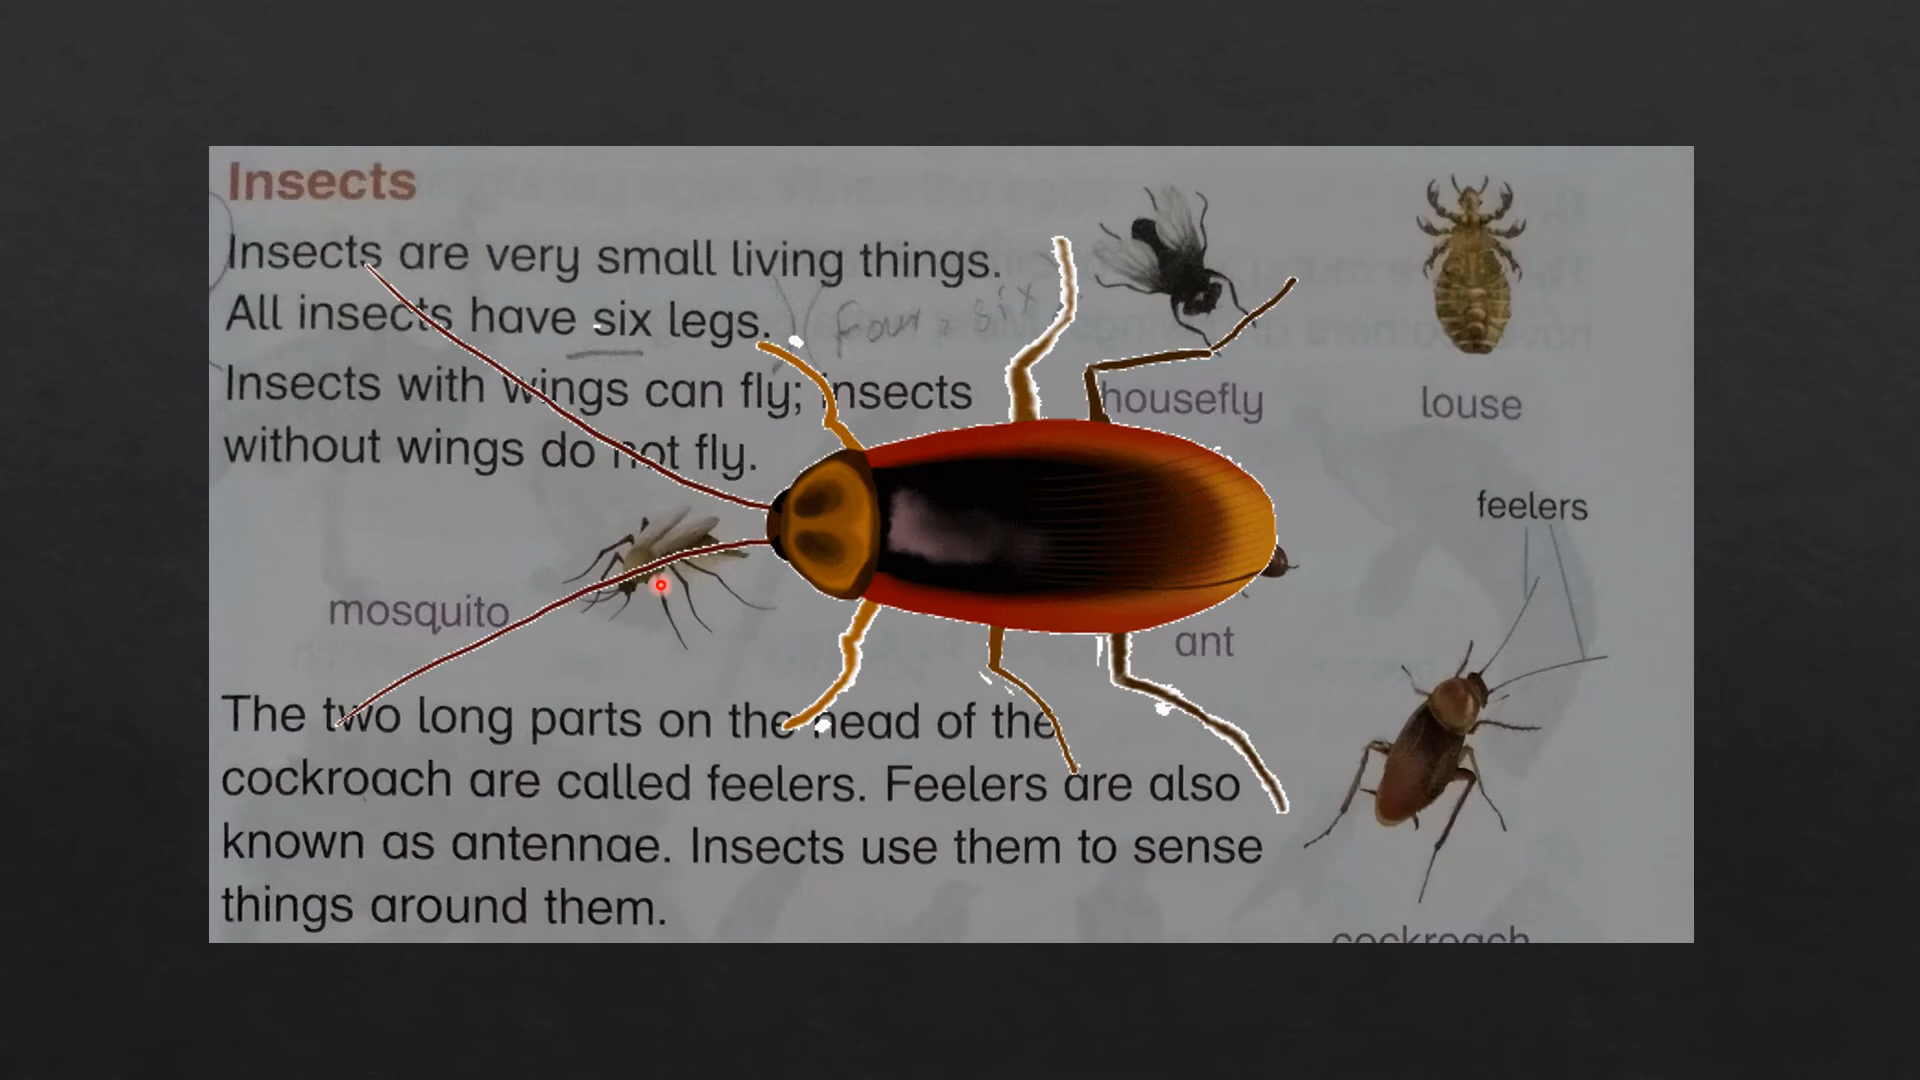 Insects
Insects are very small living things.
All insects have six legs.
(four, six
Insects with wings can fly; insects
without wings do not fly.
housefly
louse
feelers
mosquito
ant
The two long parts on the head of the
cockroach are called feelers. Feelers are also
known as antennae. Insects use them to sense
things around them.
cockroach